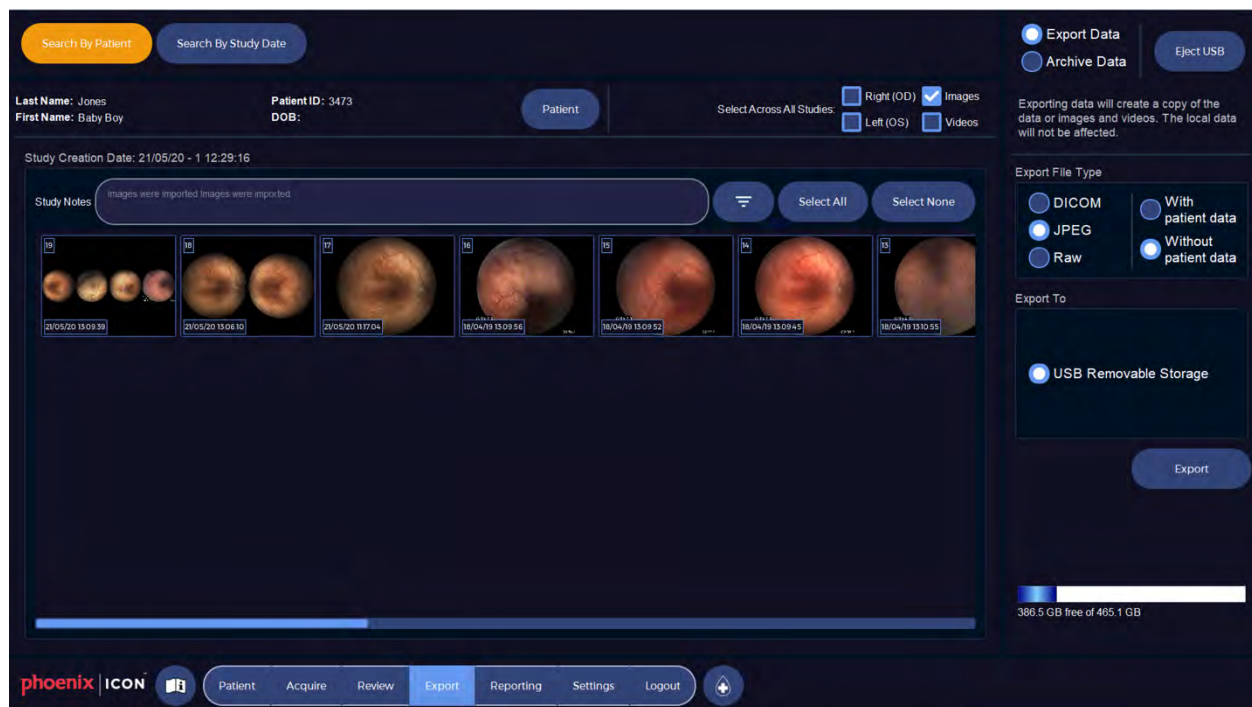 Search By Patient
Search By Study Date
Export Data
Archive Data
Eject USB
Last Name: Jones
First Name: Baby Boy
Patient ID: 3473
DOB:
Patient
Select Across All Studies:
Right (OD)
Images
Left (OS)
Videos
Exporting data will create a copy of the
data or images and videos. The local data
will not be affected.
Study Creation Date: 21/05/20 - 1 12:29:16
Study Notes
Images were imported Images were imported
Select All
Select None
Export File Type
DICOM
JPEG
Raw
With
patient data
Without
patient data
19
21/05/20 13:09:39
18
21/05/20 13:06:10
17
21/05/20 11:17:04
16
18/04/19 13:09:56
15
18/04/19 13:09:52
14
18/04/19 13:09:45
13
18/04/19 13:10:55
Export To
USB Removable Storage
Export
386.5 GB free of 465.1 GB
phoenix | ICON
Patient
Acquire
Review
Export
Reporting
Settings
Logout